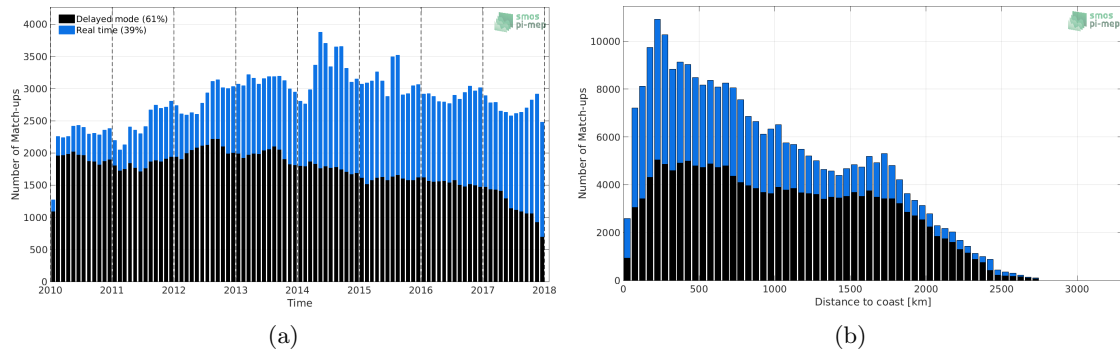 Number of Match-ups
4000
3500
3000
2500
2000
1500
1000
500
0
Delayed mode (61%)
Real time (39%)
smos
pi-mep
2010 2011 2012 2013 2014 2015 2016 2017 2018
Time
(a)
Number of Match-ups
10000
8000
6000
4000
2000
0
smos
pi-mep
0 500 1000 1500 2000 2500 3000
Distance to coast [km]
(b)